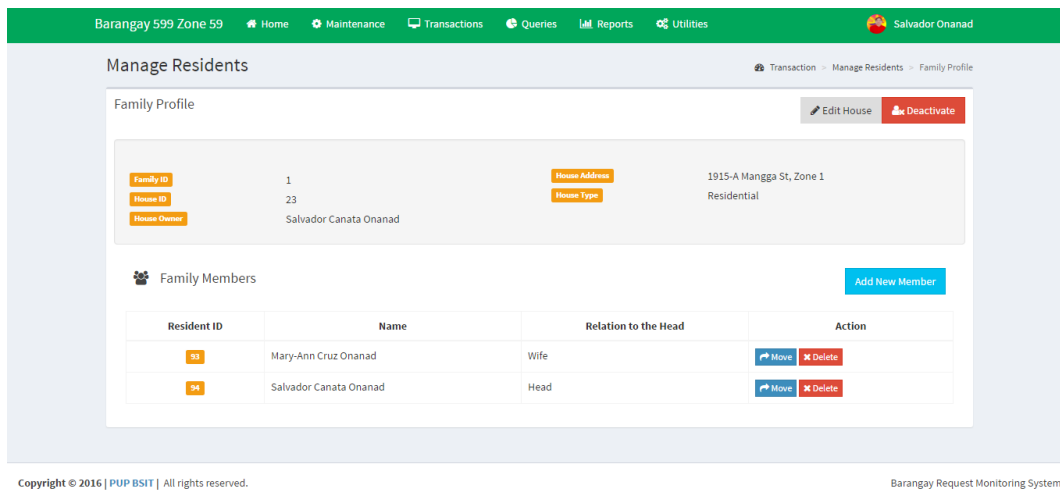 Barangay 599 Zone 59 Home Maintenance Transactions Queries Reports Utilities Salvador Onanad
Manage Residents
Transaction > Manage Residents > Family Profile
Family Profile
Edit House Deactivate
Family ID 1
House ID 23
House Owner Salvador Canata Onanad
House Address 1915-A Mangga St, Zone 1
House Type Residential
Family Members
Add New Member
Resident ID Name Relation to the Head Action
93 Mary-Ann Cruz Onanad Wife Move Delete
94 Salvador Canata Onanad Head Move Delete
Copyright © 2016 | PUP BSIT | All rights reserved. Barangay Request Monitoring System